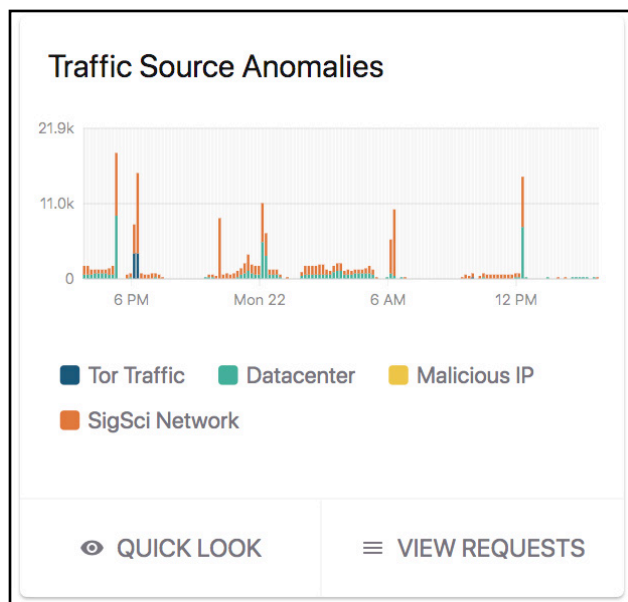 Traffic Source Anomalies
21.9k
11.0k
0
6 PM Mon 22 6 AM 12 PM
Tor Traffic Datacenter Malicious IP
SigSci Network
QUICK LOOK VIEW REQUESTS